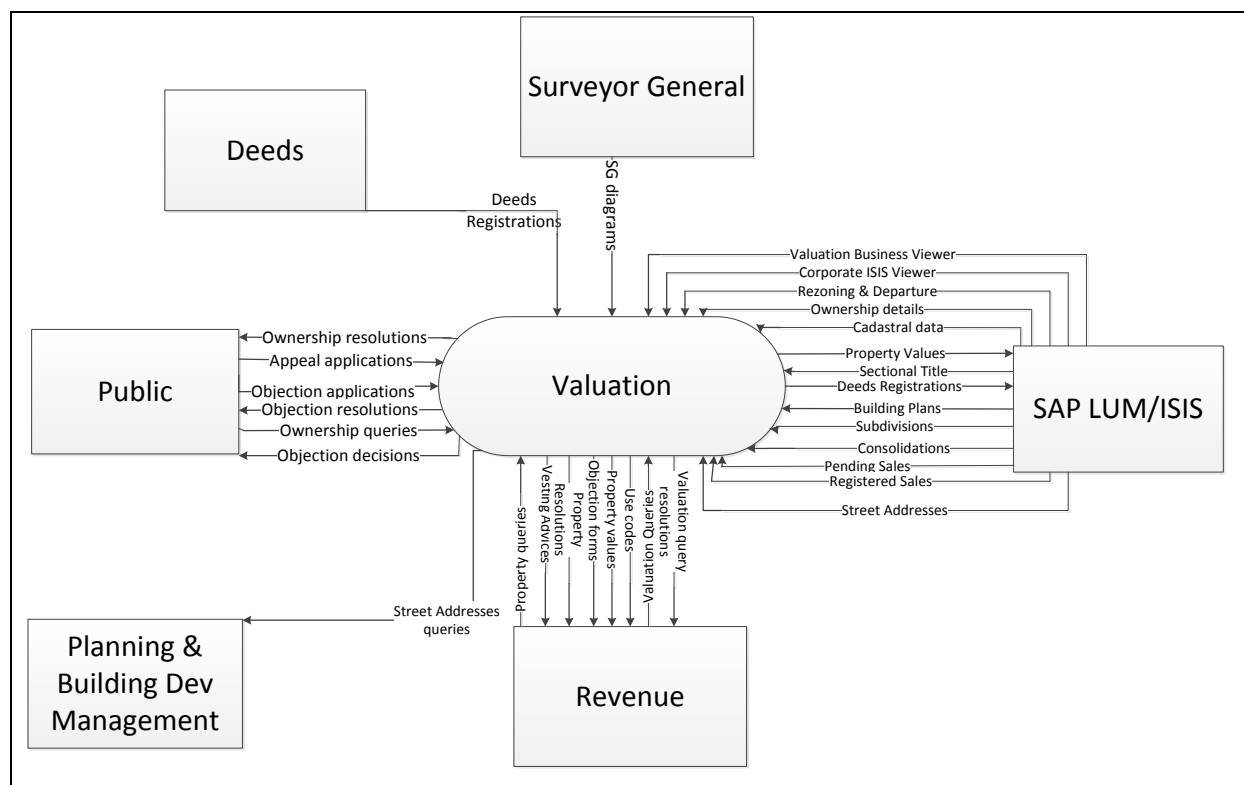 Surveyor General
Deeds
SG diagrams
Deeds
Registrations
Valuation Business Viewer
Corporate ISIS Viewer
Rezoning & Departure
Ownership details
Cadastral data
Property Values
Sectional Title
Deeds Registrations
Building Plans
Subdivisions
Consolidations
Pending Sales
Registered Sales
Street Addresses
SAP LUM/ISIS
Valuation
Public
Ownership resolutions
Appeal applications
Objection applications
Objection resolutions
Ownership queries
Objection decisions
Property queries
Vesting Advices
Property
Resolutions
Objection forms
Property values
Use codes
Valuation Queries
Valuation query
resolutions
Street Addresses
queries
Planning &
Building Dev
Management
Revenue